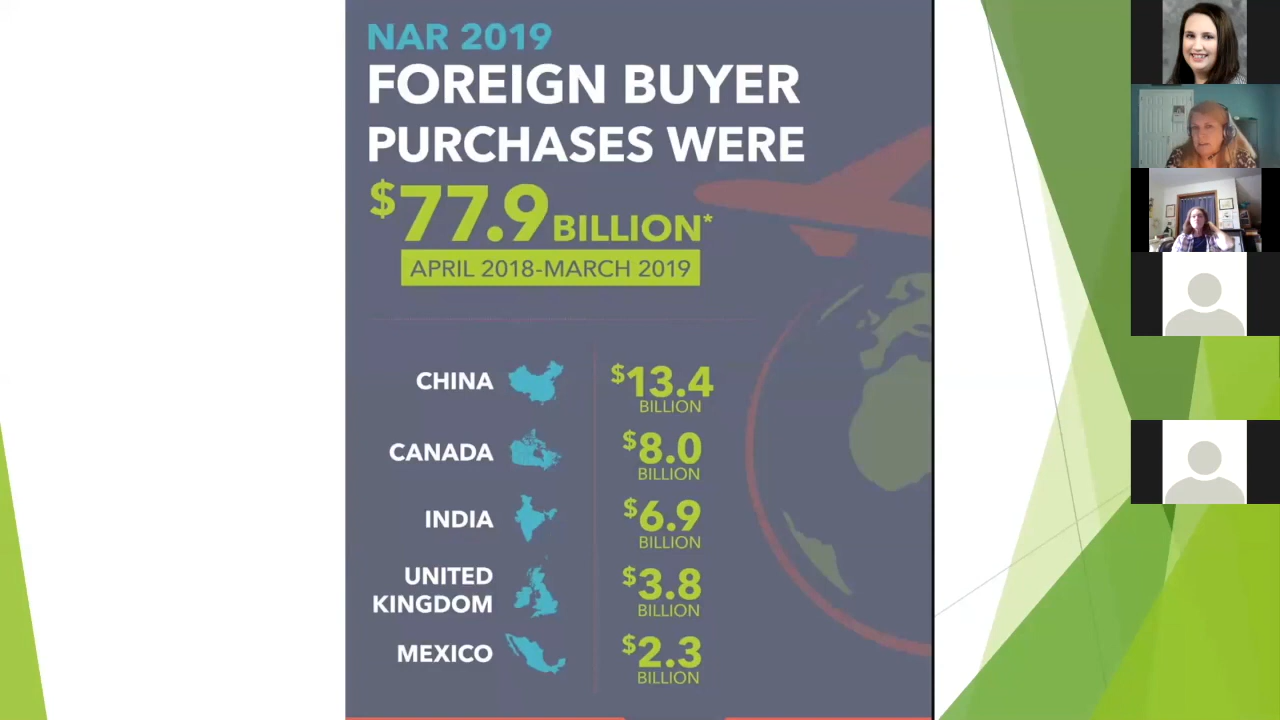 NAR 2019
FOREIGN BUYER
PURCHASES WERE
$77.9 BILLION*
APRIL 2018-MARCH 2019
CHINA $13.4 BILLION
CANADA $8.0 BILLION
INDIA $6.9 BILLION
UNITED KINGDOM $3.8 BILLION
MEXICO $2.3 BILLION